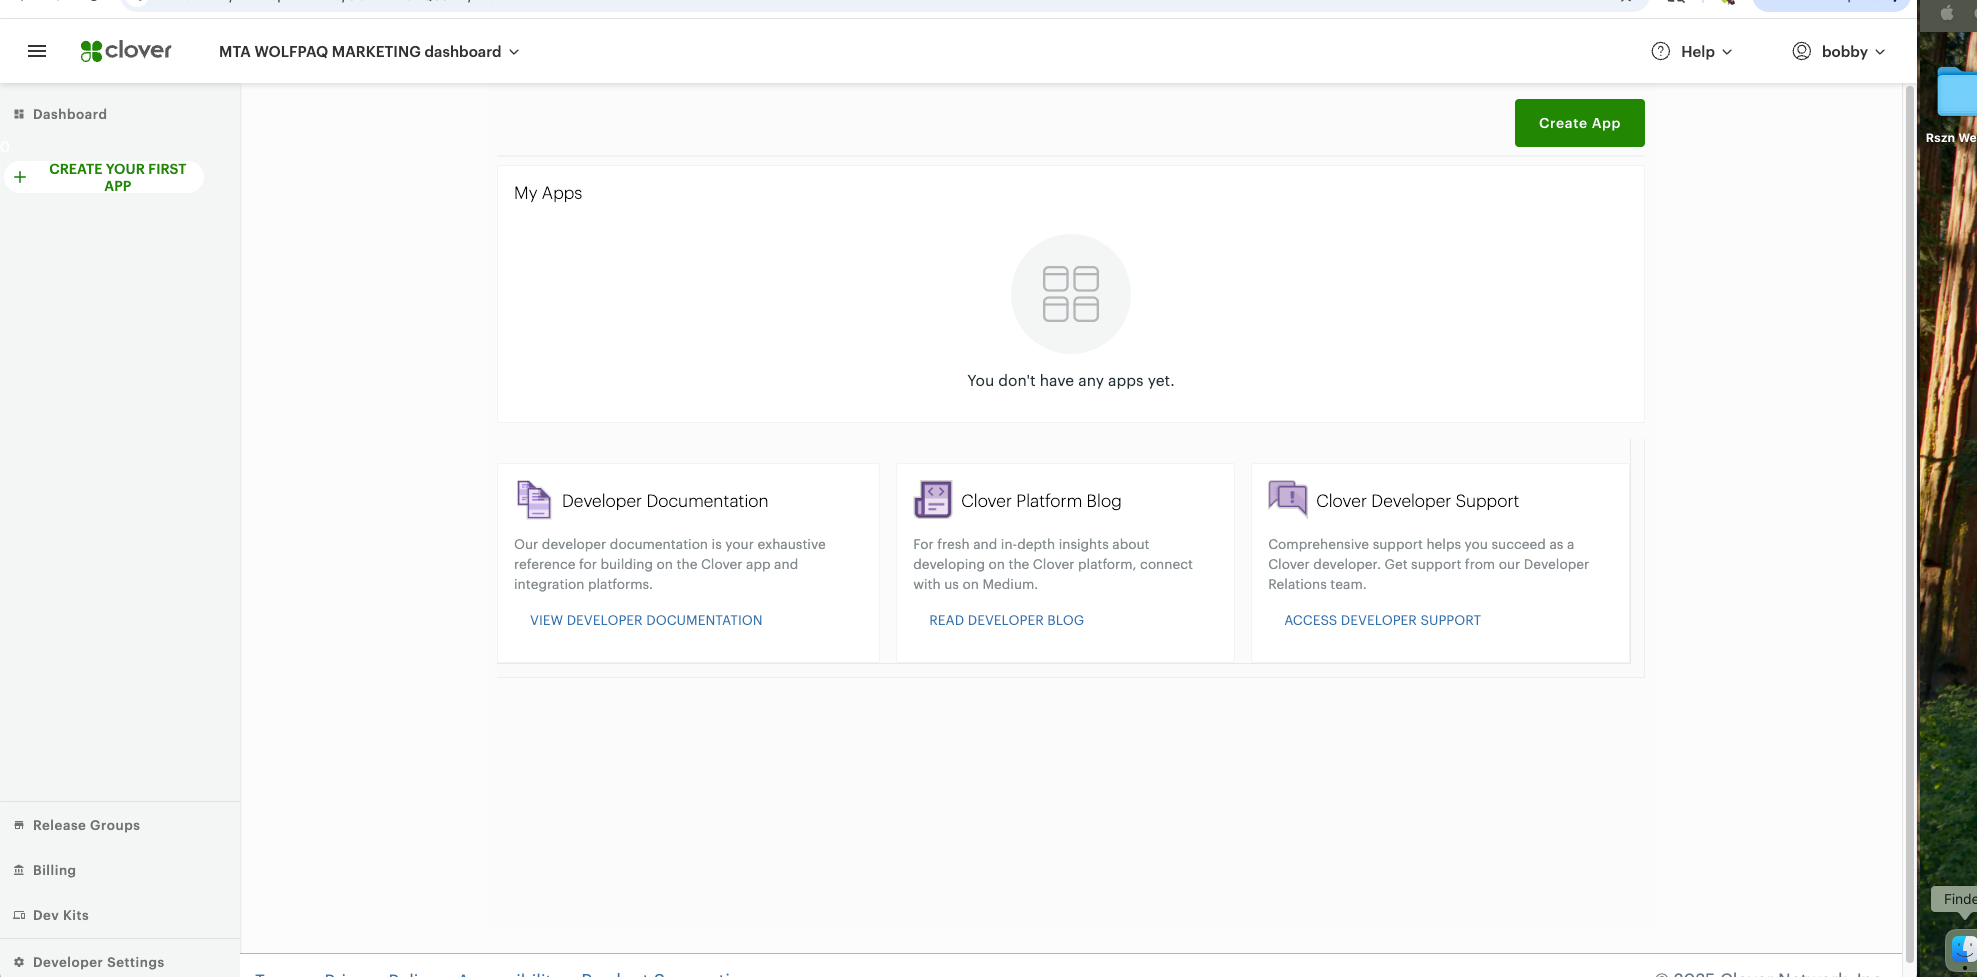 clover
MTA WOLFPAQ MARKETING dashboard
Help
bobby
Dashboard
0
CREATE YOUR FIRST
APP
Create App
My Apps
You don't have any apps yet.
Developer Documentation
Our developer documentation is your exhaustive
reference for building on the Clover app and
integration platforms.
VIEW DEVELOPER DOCUMENTATION
Clover Platform Blog
For fresh and in-depth insights about
developing on the Clover platform, connect
with us on Medium.
READ DEVELOPER BLOG
Clover Developer Support
Comprehensive support helps you succeed as a
Clover developer. Get support from our Developer
Relations team.
ACCESS DEVELOPER SUPPORT
Release Groups
Billing
Dev Kits
Developer Settings
© 2025 Clover Network, Inc.
Rszn We
Finde